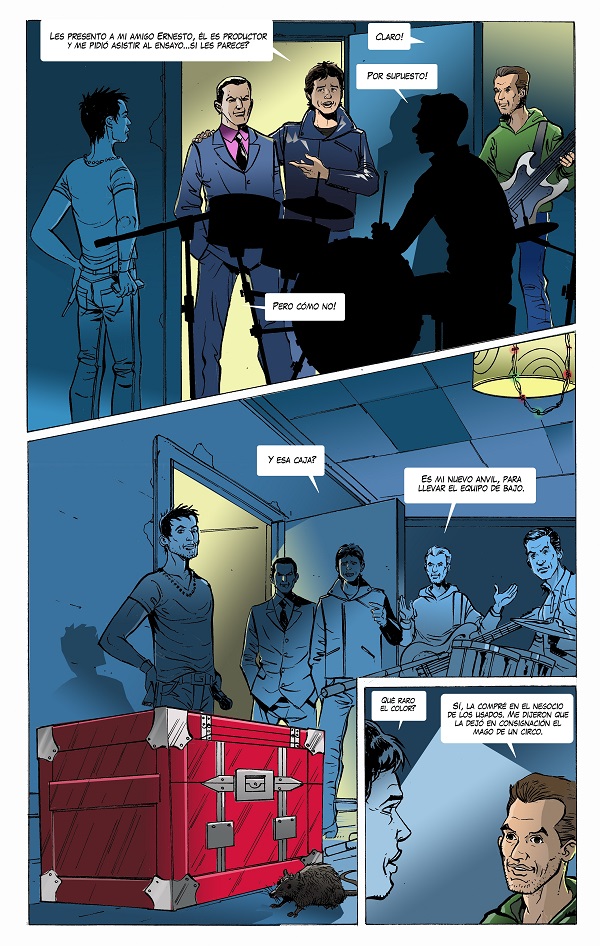 LES PRESENTO A MI AMIGO ERNESTO, ÉL ES PRODUCTOR
Y ME PIDIÓ ASISTIR AL ENSAYO...SI LES PARECE?
CLARO!
POR SUPUESTO!
PERO CÓMO NO!
Y ESA CAJA?
ES MI NUEVO ANVIL, PARA
LLEVAR EL EQUIPO DE BAJO.
QUÉ RARO
EL COLOR?
SÍ, LA COMPRÉ EN EL NEGOCIO
DE LOS USADOS. ME DIJERON QUE
LA DEJÓ EN CONSIGNACIÓN EL
MAGO DE UN CIRCO.